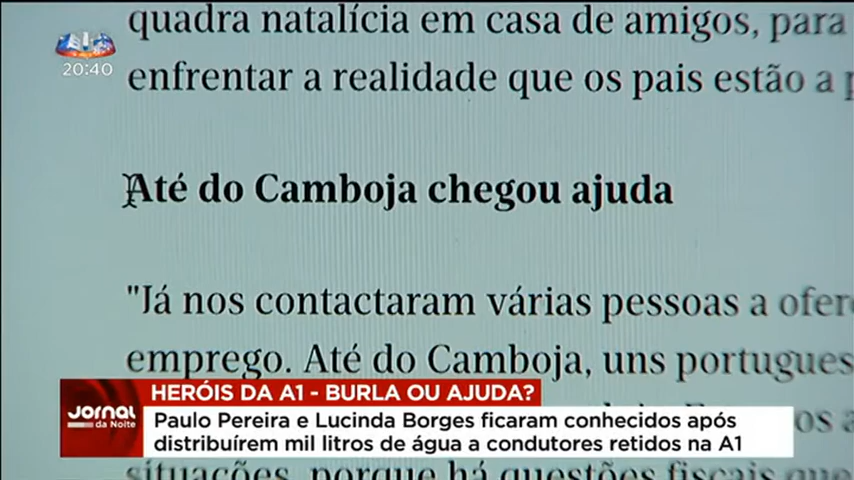 quadra natalícia em casa de amigos, para
enfrentar a realidade que os pais estão a
20:40
Até do Camboja chegou ajuda
"Já nos contactaram várias pessoas a
emprego. Até do Camboja, uns portugues
HERÓIS DA A1 - BURLA OU AJUDA?
Jornal
da Noite
Paulo Pereira e Lucinda Borges ficaram conhecidos após
distribuírem mil litros de água a condutores retidos na A1
situações, porque há questões fiscais que